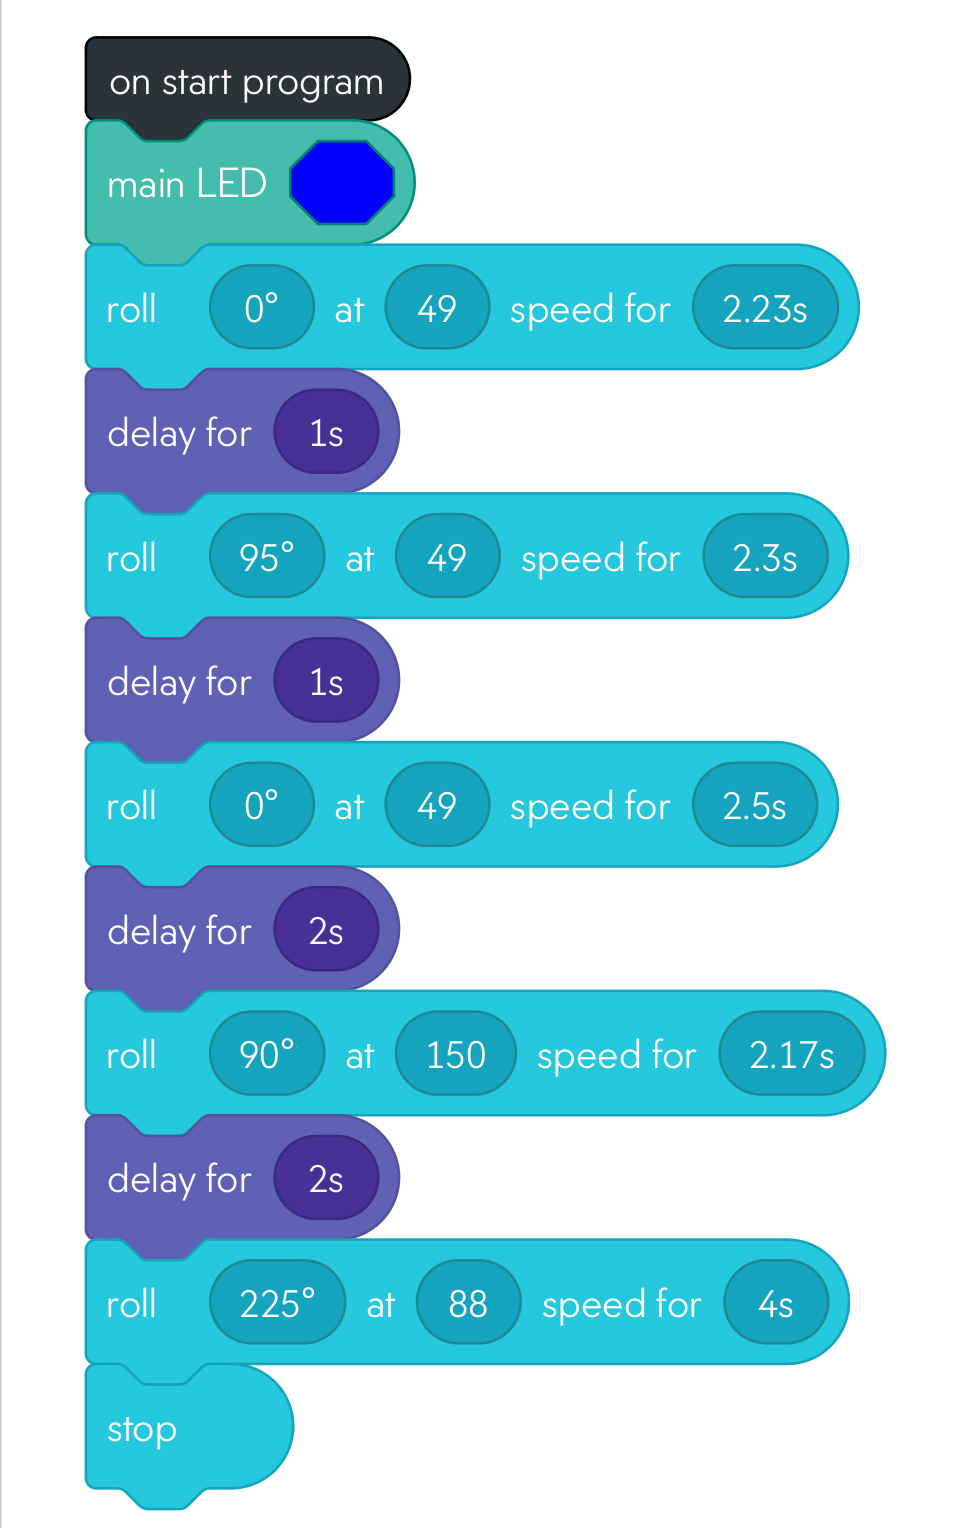 on start program
main LED
roll 0° at 49 speed for 2.23s
delay for 1s
roll 95° at 49 speed for 2.3s
delay for 1s
roll 0° at 49 speed for 2.5s
delay for 2s
roll 90° at 150 speed for 2.17s
delay for 2s
roll 225° at 88 speed for 4s
stop